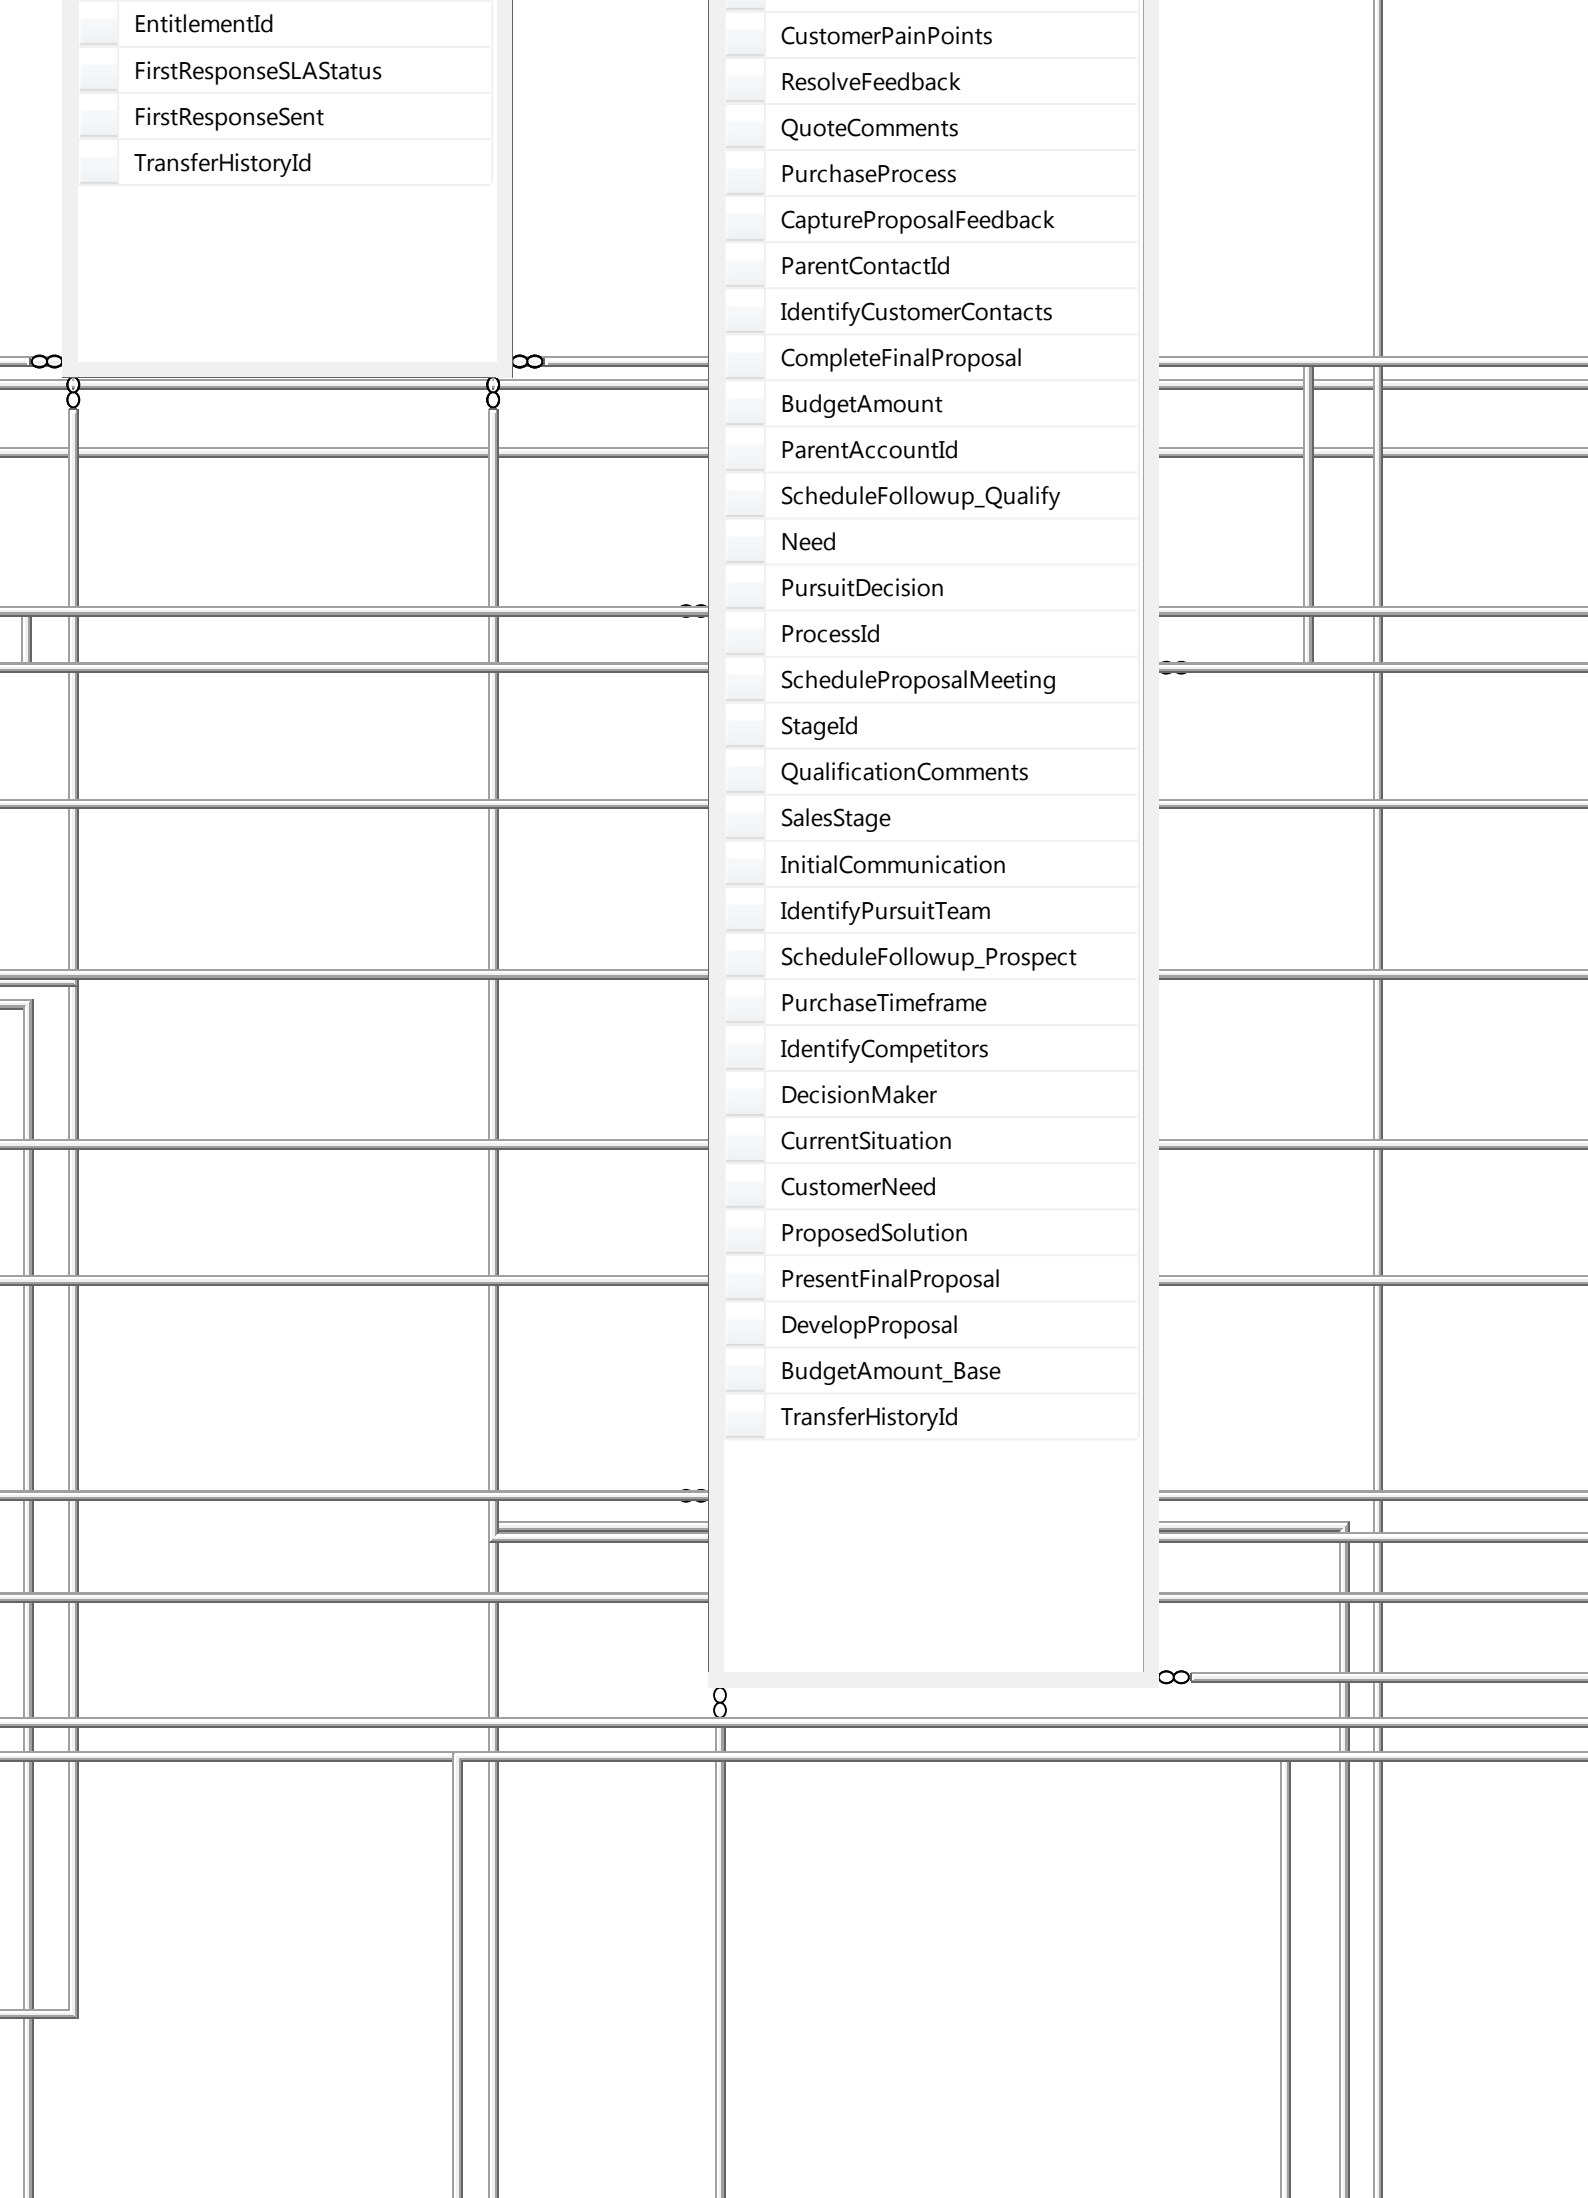 EntitlementId
FirstResponseSLAStatus
FirstResponseSent
TransferHistoryId
CustomerPainPoints
ResolveFeedback
QuoteComments
PurchaseProcess
CaptureProposalFeedback
ParentContactId
IdentifyCustomerContacts
CompleteFinalProposal
BudgetAmount
ParentAccountId
ScheduleFollowup_Qualify
Need
PursuitDecision
ProcessId
ScheduleProposalMeeting
StageId
QualificationComments
SalesStage
InitialCommunication
IdentifyPursuitTeam
ScheduleFollowup_Prospect
PurchaseTimeframe
IdentifyCompetitors
DecisionMaker
CurrentSituation
CustomerNeed
ProposedSolution
PresentFinalProposal
DevelopProposal
BudgetAmount_Base
TransferHistoryId